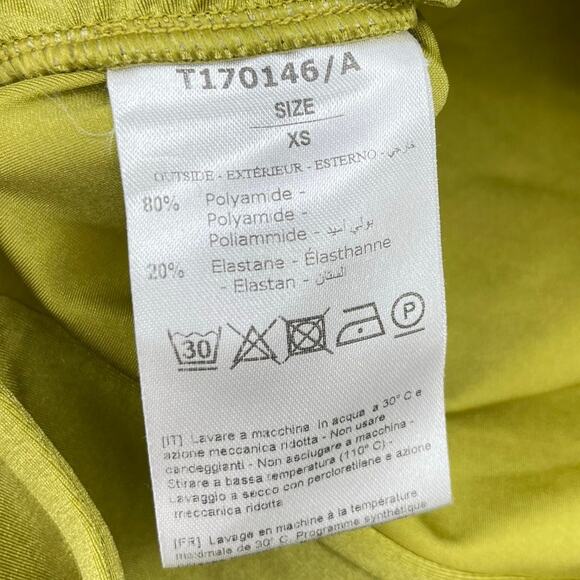 T170146/A
SIZE
XS
OUTSIDE - EXTÉRIEUR - ESTERNO - خارجي
80% Polyamide -
Polyamide -
Poliammide - بولي أميد
20% Elastane - Élasthanne
- Elastan - الستان
30 P
[IT] Lavare a macchina in acqua a 30° C e
azione meccanica ridotta - Non usare
candeggianti - Non asciugare a macchina -
Stirare a bassa temperatura (110° C) -
Lavaggio a secco con percloretilene e azione
meccanica ridotta
[FR] Lavage en machine à la température
maximale de 30° C. Programme synthétique